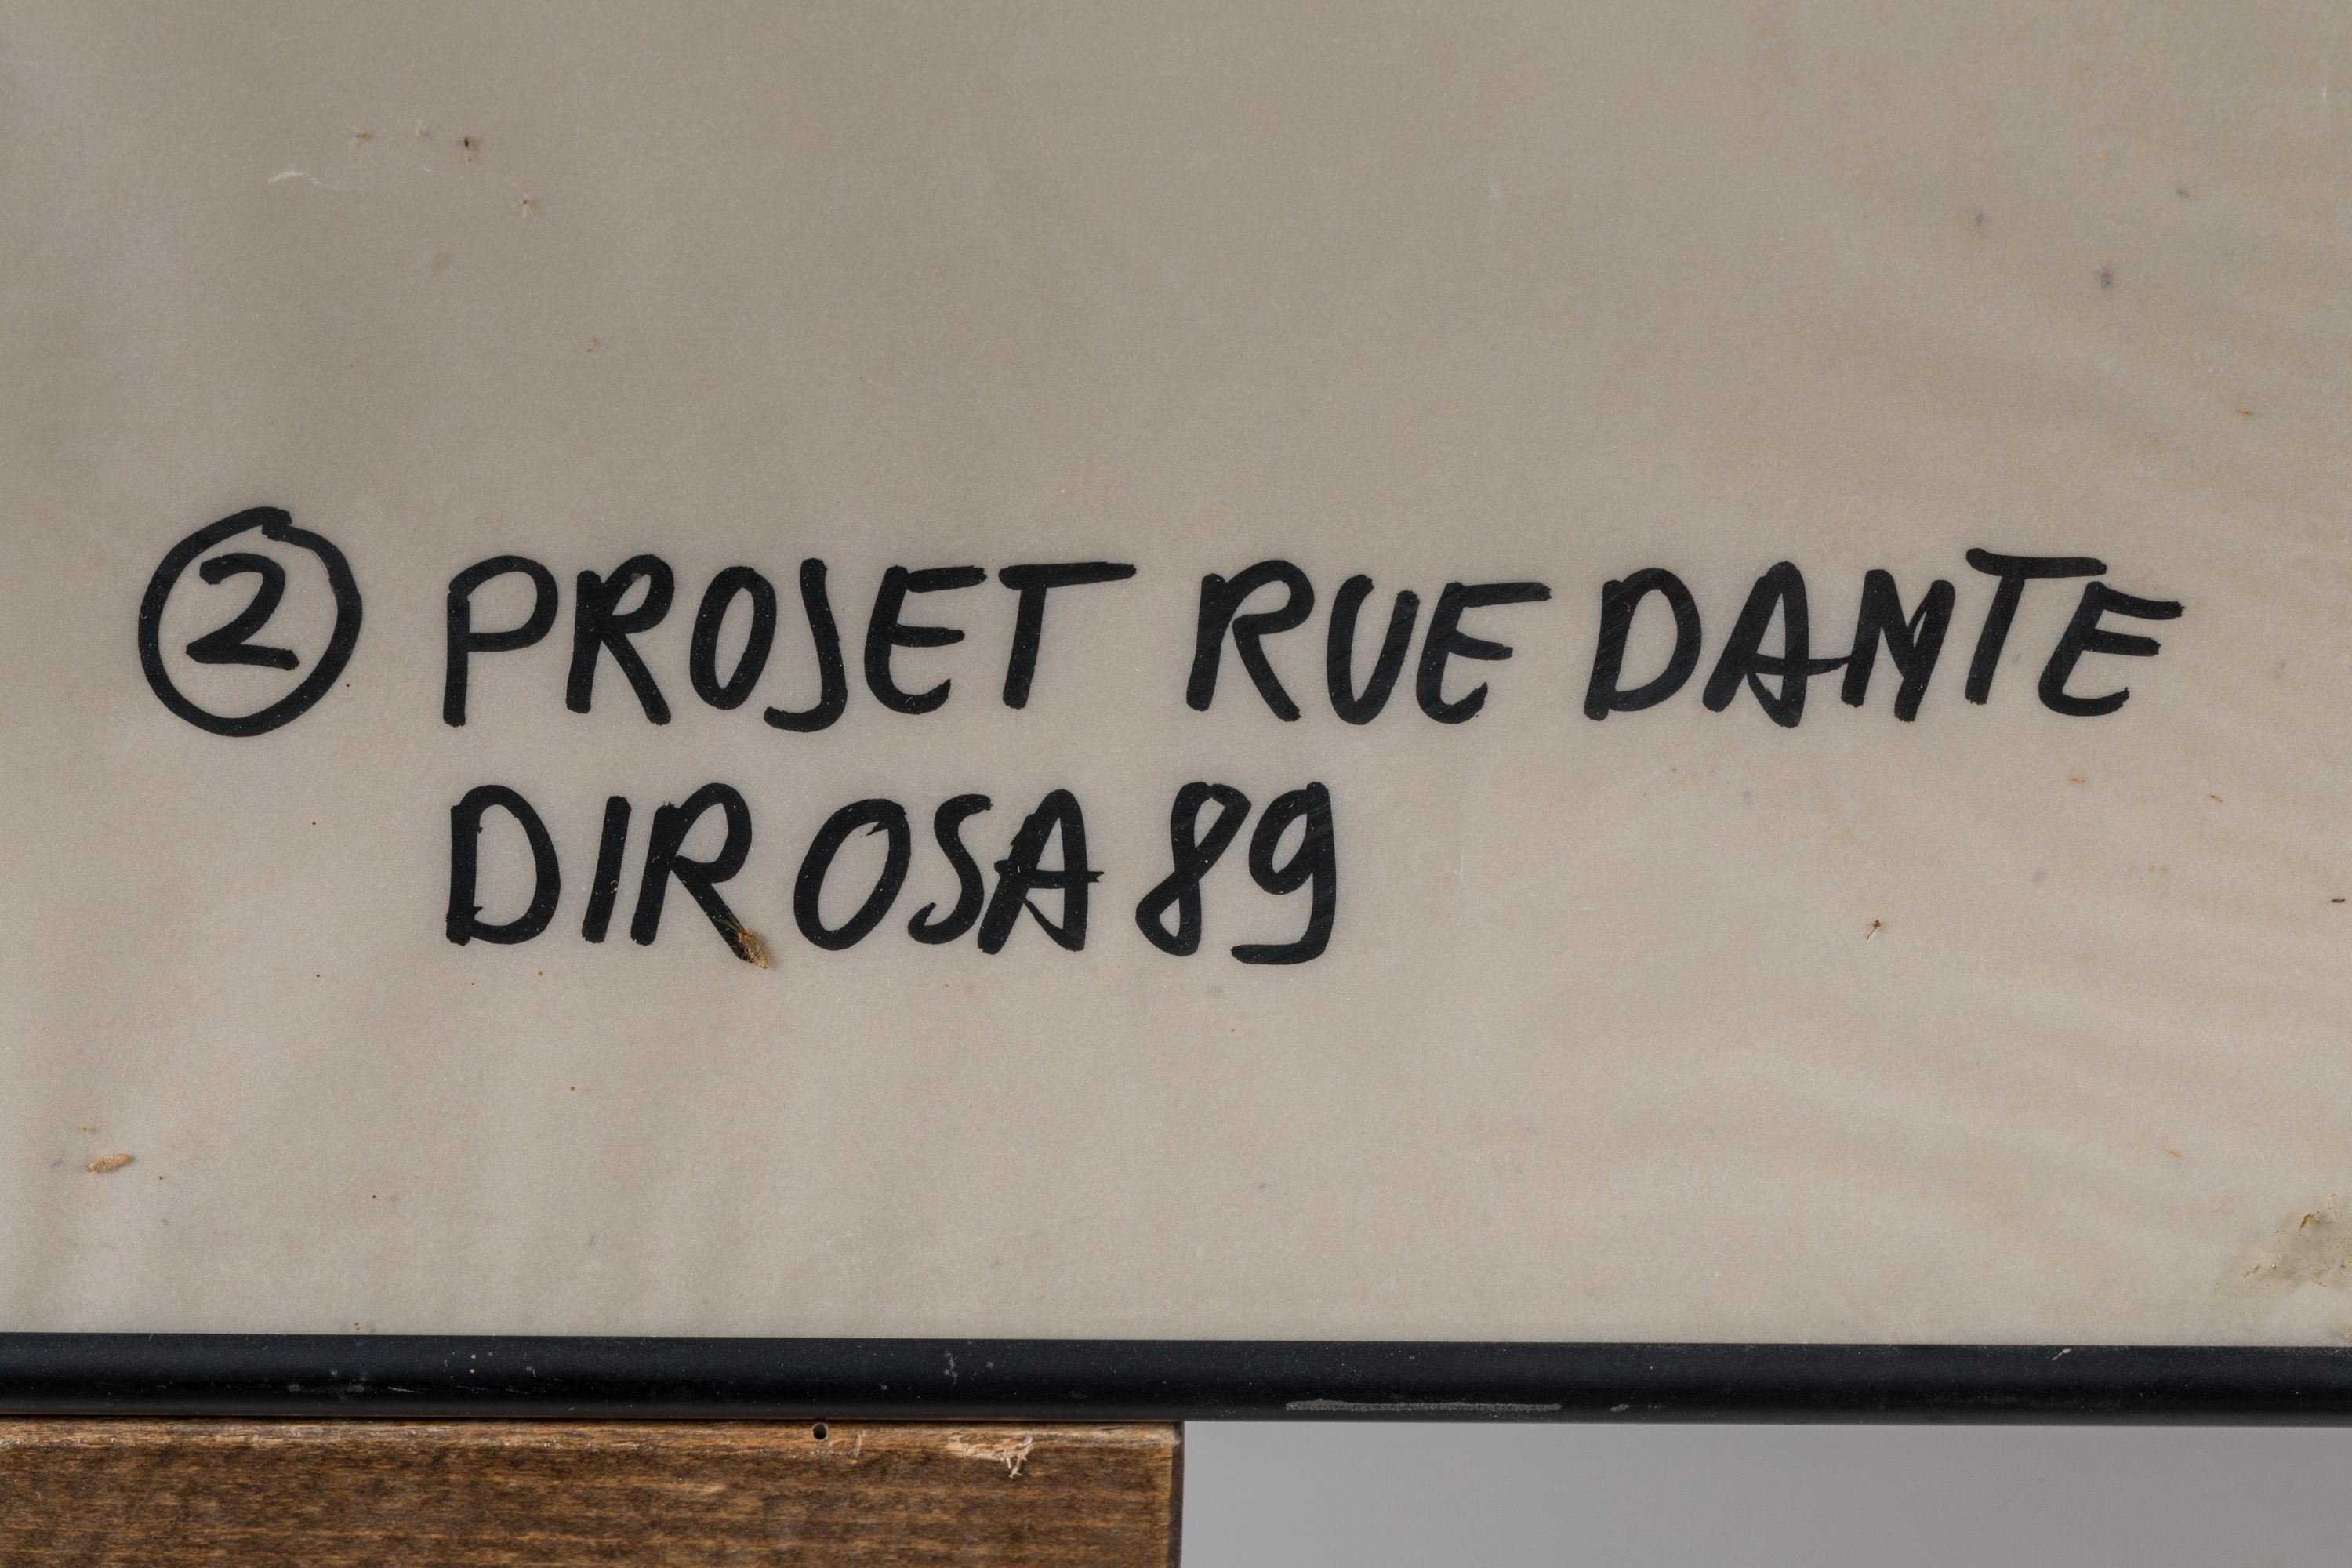 ② PROJET RUE DANTE
DIROSA 89